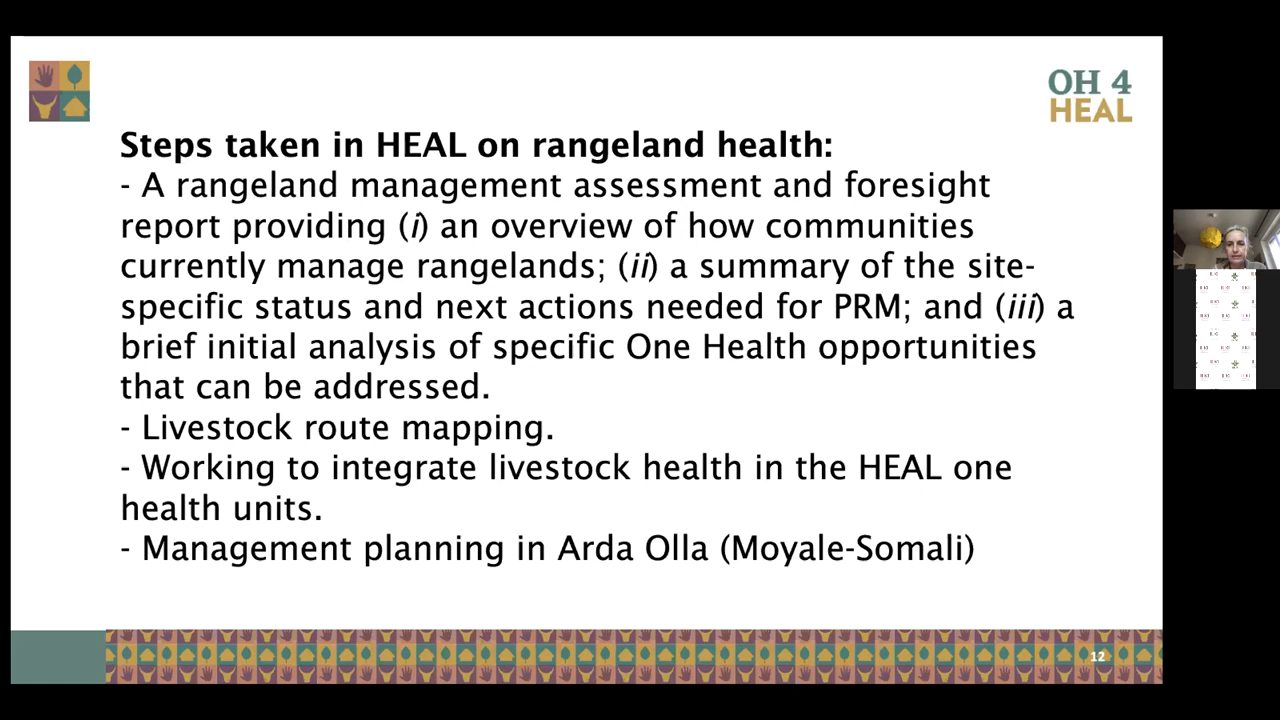 OH 4
HEAL
Steps taken in HEAL on rangeland health:
- A rangeland management assessment and foresight
report providing (i) an overview of how communities
currently manage rangelands; (ii) a summary of the site-
specific status and next actions needed for PRM; and (iii) a
brief initial analysis of specific One Health opportunities
that can be addressed.
- Livestock route mapping.
- Working to integrate livestock health in the HEAL one
health units.
- Management planning in Arda Olla (Moyale-Somali)
12